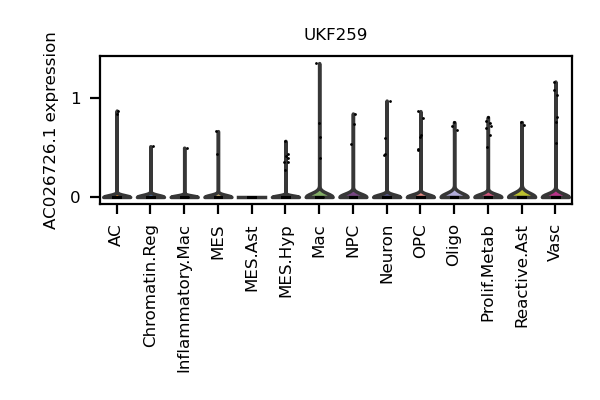 UKF259
AC026726.1 expression
1
0
AC
Chromatin.Reg
Inflammatory.Mac
MES
MES.Ast
MES.Hyp
Mac
NPC
Neuron
OPC
Oligo
Prolif.Metab
Reactive.Ast
Vasc